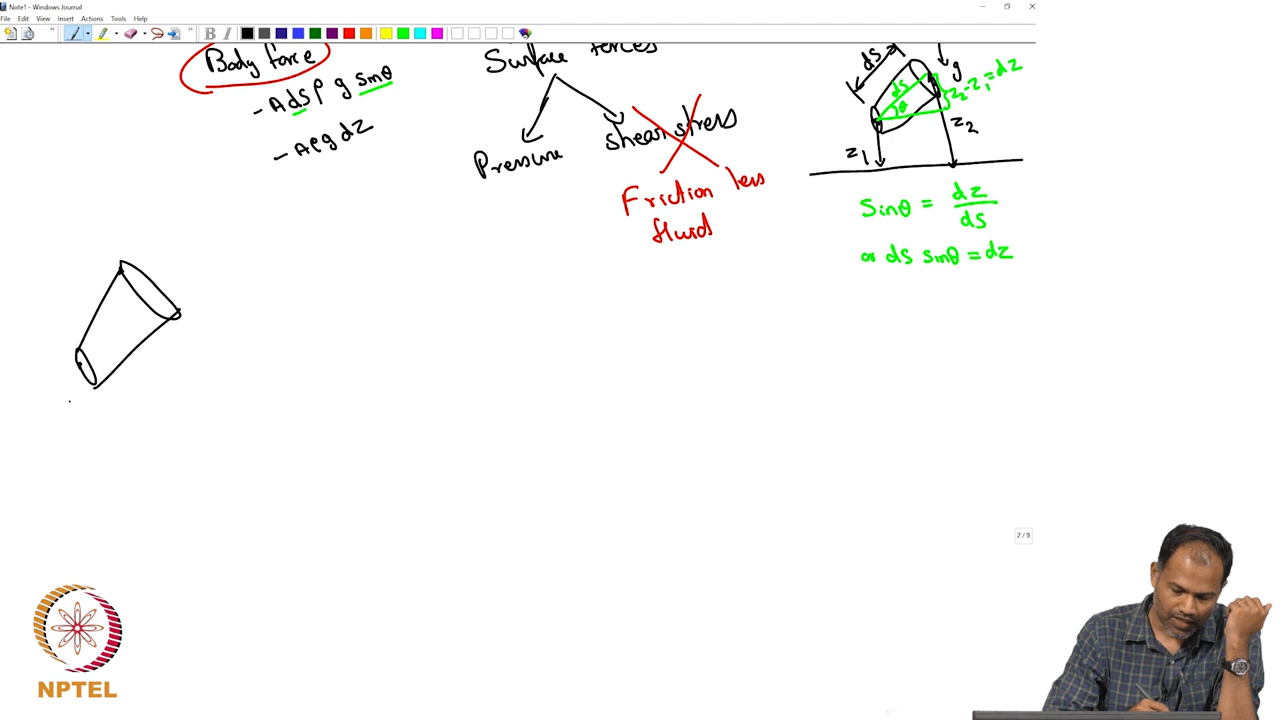 Note1 - Windows Journal
File Edit View Insert Actions Tools Help
B I
Body force
Surface forces
- A ds ρ g sinθ
- Aρg dz
Pressure
shear stress
Friction less
fluid
ds
g
ds
θ
z2-z1=dz
z1
z2
Sinθ = dz/ds
or ds sinθ = dz
2 / 9
NPTEL